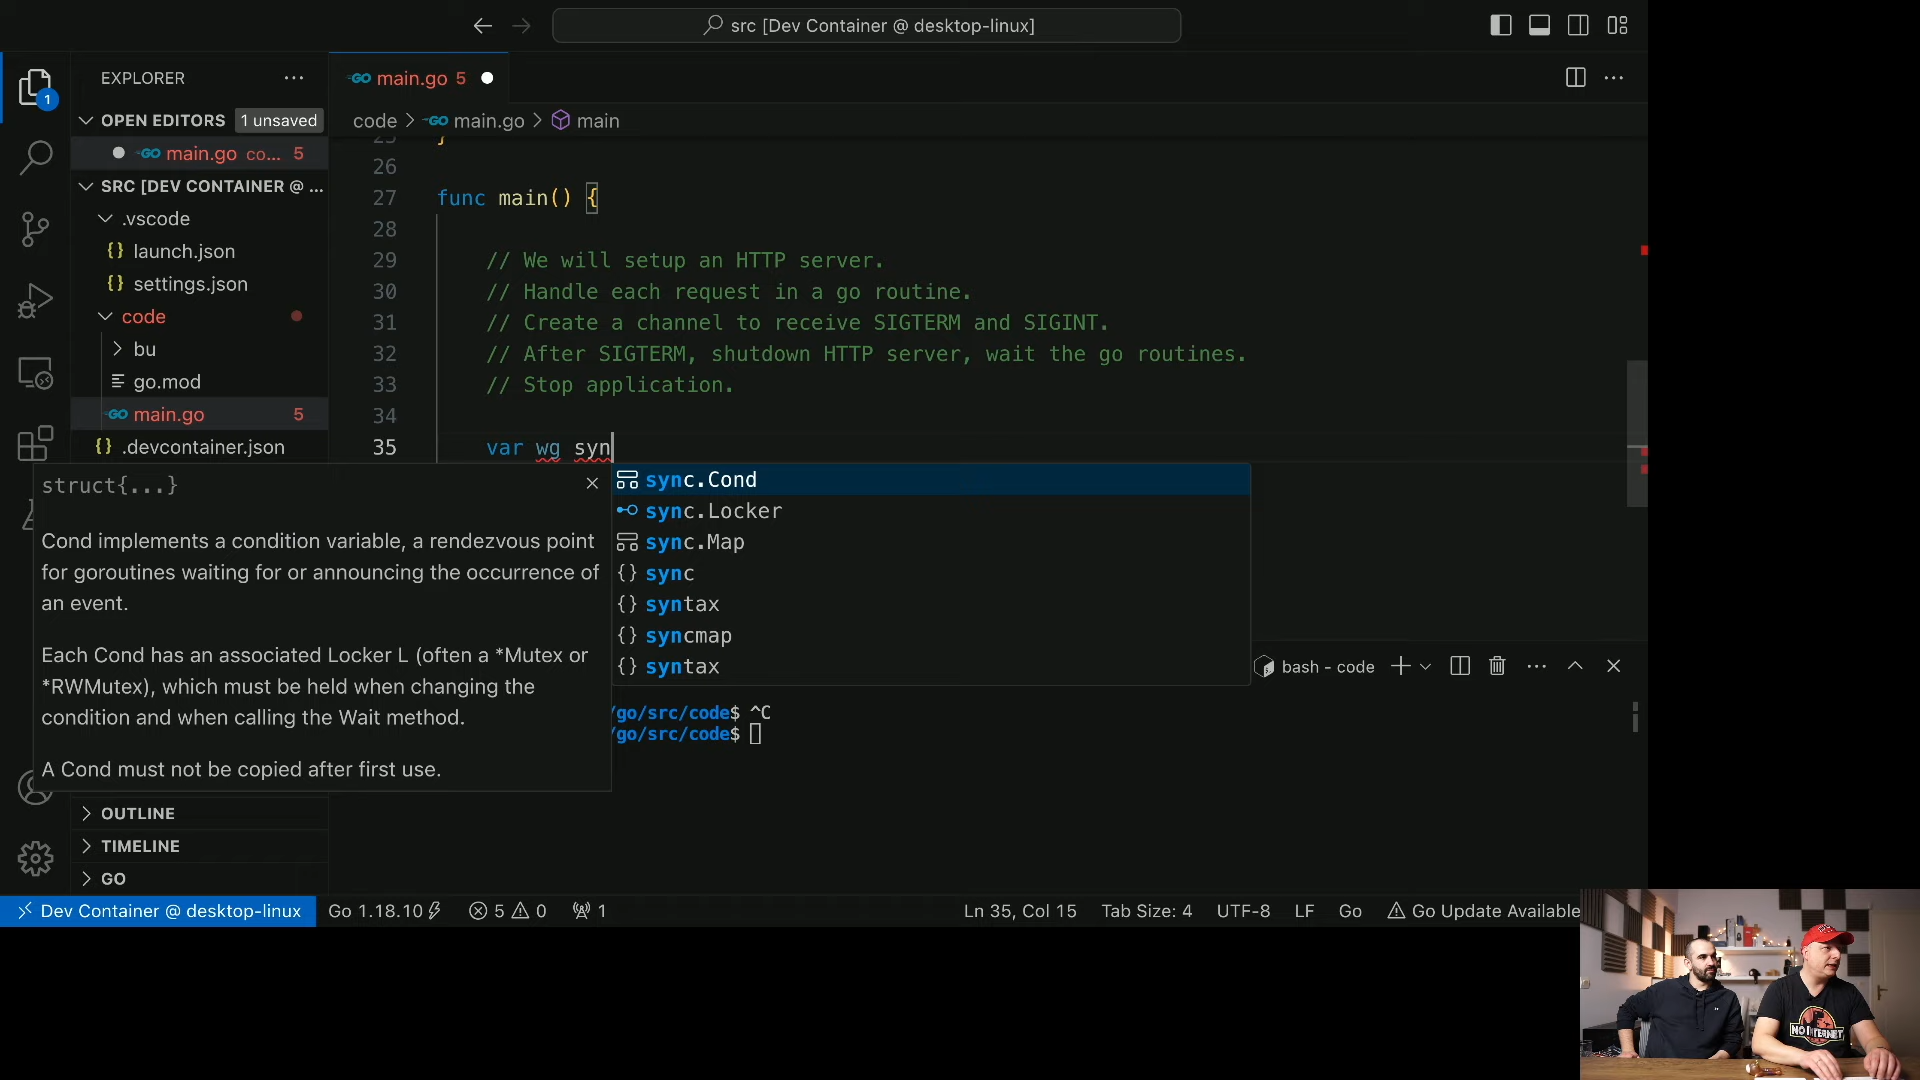 src [Dev Container @ desktop-linux]
EXPLORER
OPEN EDITORS 1 unsaved
main.go co... 5
SRC [DEV CONTAINER @ ...
.vscode
launch.json
settings.json
code
bu
go.mod
main.go 5
.devcontainer.json
OUTLINE
TIMELINE
GO
main.go 5
code > main.go > main
25 }
26
27 func main() {
28
29 // We will setup an HTTP server.
30 // Handle each request in a go routine.
31 // Create a channel to receive SIGTERM and SIGINT.
32 // After SIGTERM, shutdown HTTP server, wait the go routines.
33 // Stop application.
34
35 var wg syn
struct{...}
Cond implements a condition variable, a rendezvous point
for goroutines waiting for or announcing the occurrence of
an event.
Each Cond has an associated Locker L (often a *Mutex or
*RWMutex), which must be held when changing the
condition and when calling the Wait method.
A Cond must not be copied after first use.
sync.Cond
sync.Locker
sync.Map
sync
syntax
syncmap
syntax
bash - code
/go/src/code$ ^C
/go/src/code$
1
Dev Container @ desktop-linux Go 1.18.10 5 0 1 Ln 35, Col 15 Tab Size: 4 UTF-8 LF Go Go Update Available
NO INTERNET